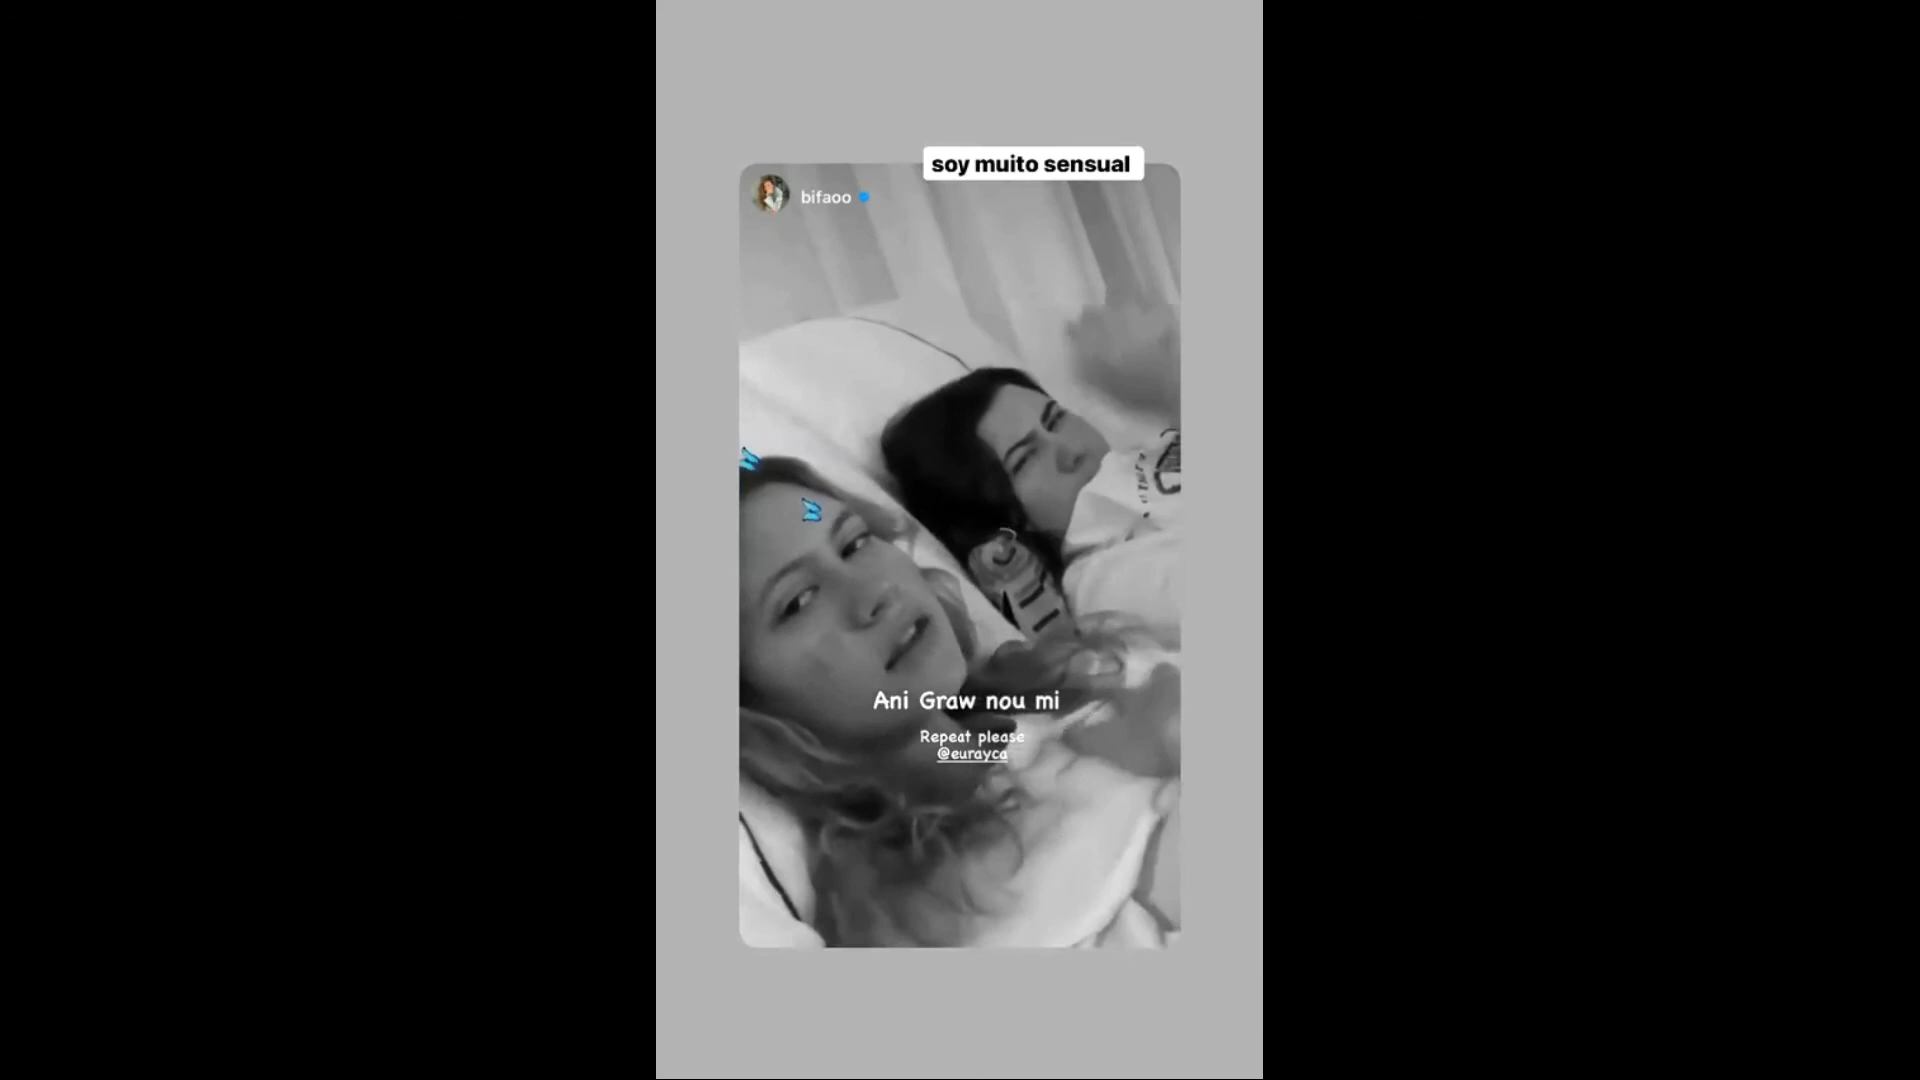 soy muito sensual
bifaoo
Ani Graw nou mi
Repeat please
@eurayca